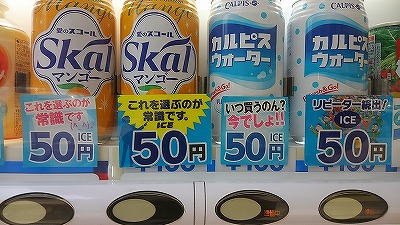 Mango
Mango
CALPIS
CALPIS
愛のスコール
Skal
マンゴー
愛のスコール
Skal
マンゴー
カルピス
ウォーター
カルピス
ウォーター
これを選ぶのが
常識です
ICE
50円
これを選ぶのが
常識です。
ICE
50円
いつ買うのん?
今でしょ!!
ICE
50円
リピーター続出!!
ICE
50円